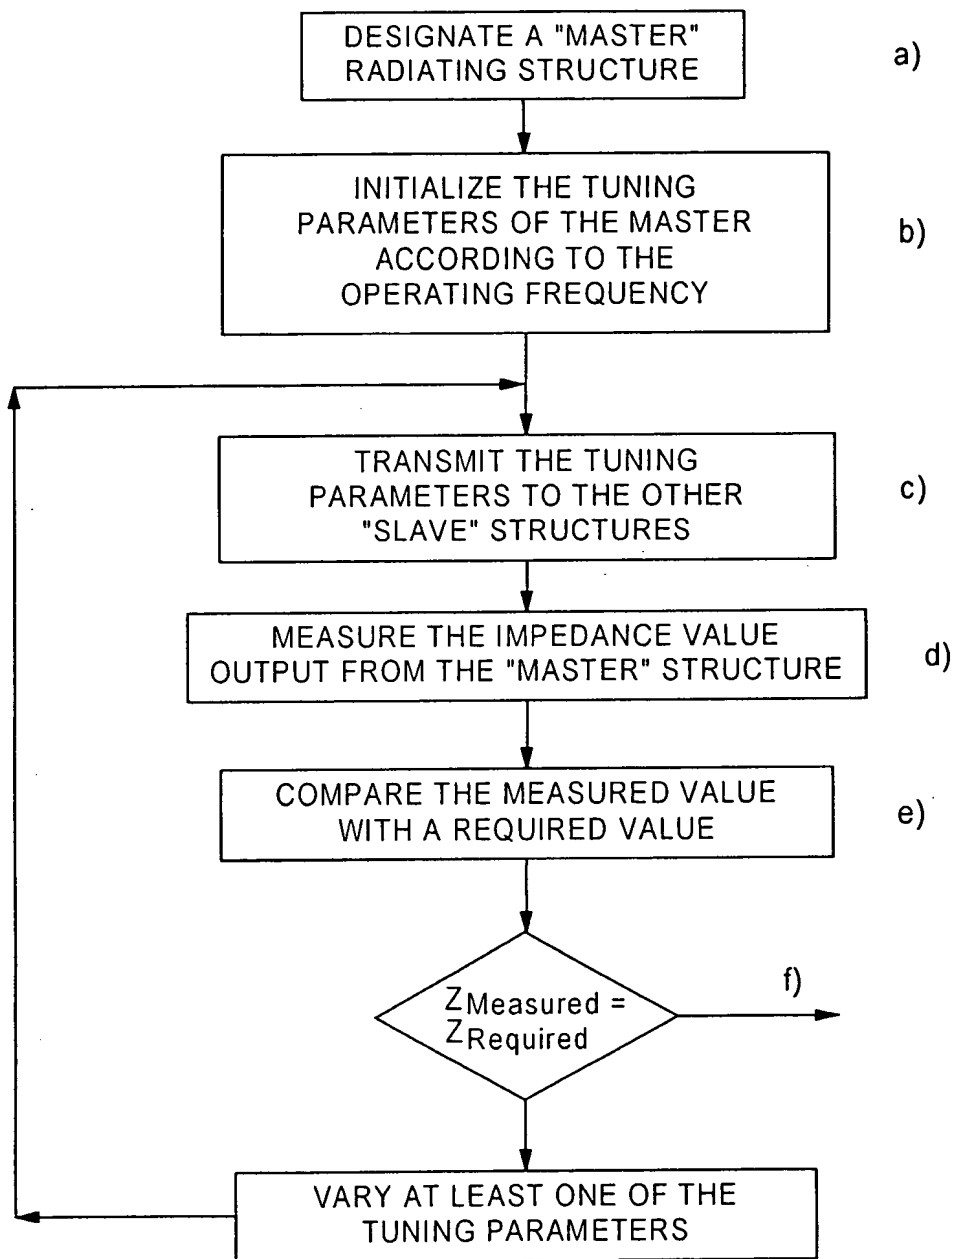 DESIGNATE A "MASTER"
RADIATING STRUCTURE
a)
INITIALIZE THE TUNING
PARAMETERS OF THE MASTER
ACCORDING TO THE
OPERATING FREQUENCY
b)
TRANSMIT THE TUNING
PARAMETERS TO THE OTHER
"SLAVE" STRUCTURES
c)
MEASURE THE IMPEDANCE VALUE
OUTPUT FROM THE "MASTER" STRUCTURE
d)
COMPARE THE MEASURED VALUE
WITH A REQUIRED VALUE
e)
Z Measured =
Z Required
f)
VARY AT LEAST ONE OF THE
TUNING PARAMETERS